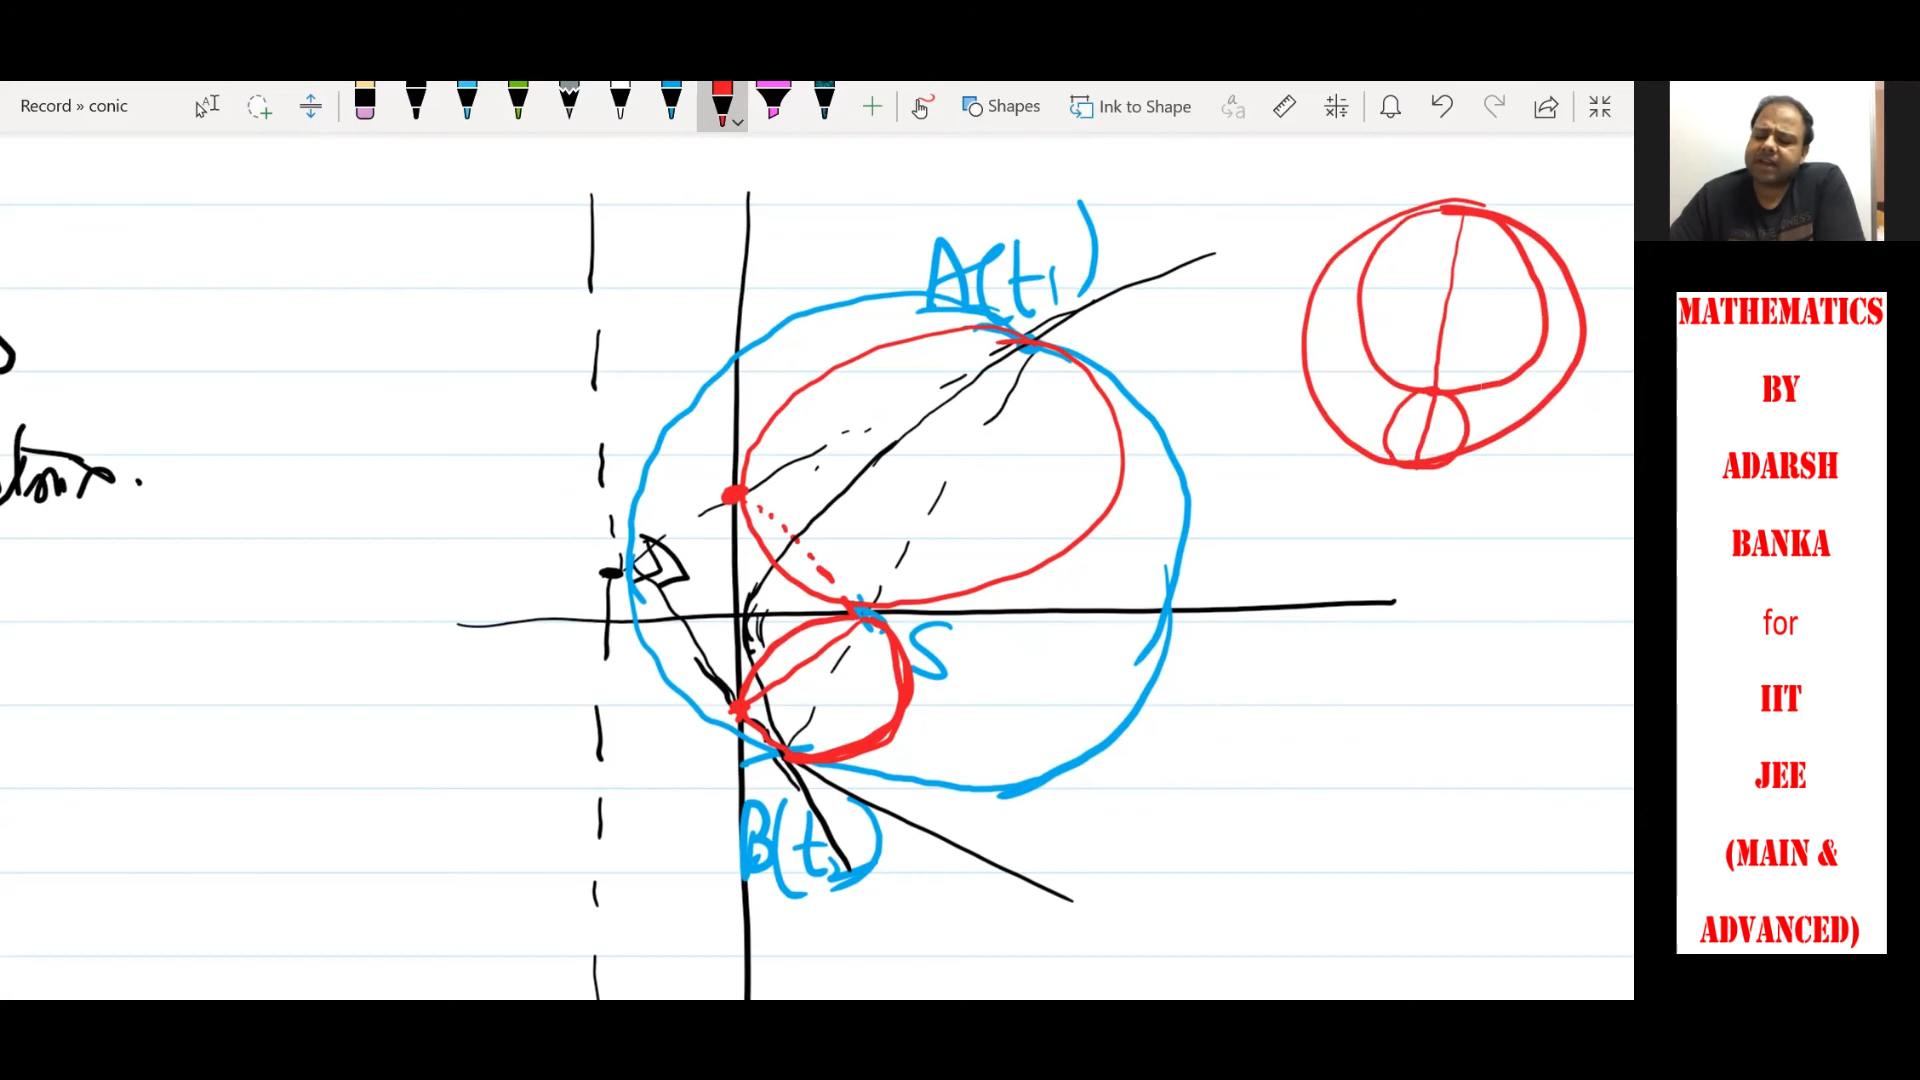 Record » conic
Shapes
Ink to Shape
A(t1)
S
B(t2)
MATHEMATICS
BY
ADARSH
BANKA
for
IIT
JEE
(MAIN &
ADVANCED)